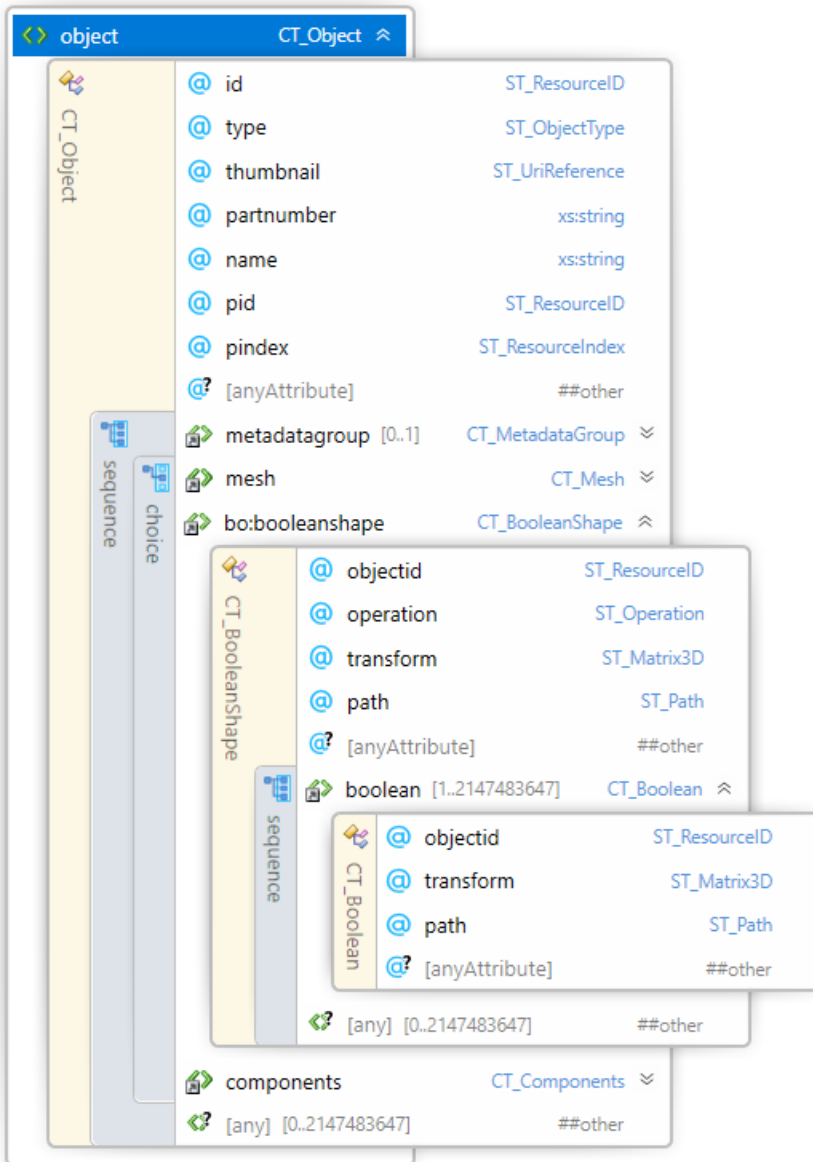 object CT_Object
CT_Object
@ id ST_ResourceID
@ type ST_ObjectType
@ thumbnail ST_UriReference
@ partnumber xs:string
@ name xs:string
@ pid ST_ResourceID
@ pindex ST_ResourceIndex
@? [anyAttribute] ##other
sequence
metadatagroup [0..1] CT_MetadataGroup
choice
mesh CT_Mesh
bo:booleanshape CT_BooleanShape
CT_BooleanShape
@ objectid ST_ResourceID
@ operation ST_Operation
@ transform ST_Matrix3D
@ path ST_Path
@? [anyAttribute] ##other
sequence
boolean [1..2147483647] CT_Boolean
CT_Boolean
@ objectid ST_ResourceID
@ transform ST_Matrix3D
@ path ST_Path
@? [anyAttribute] ##other
[any] [0..2147483647] ##other
components CT_Components
[any] [0..2147483647] ##other